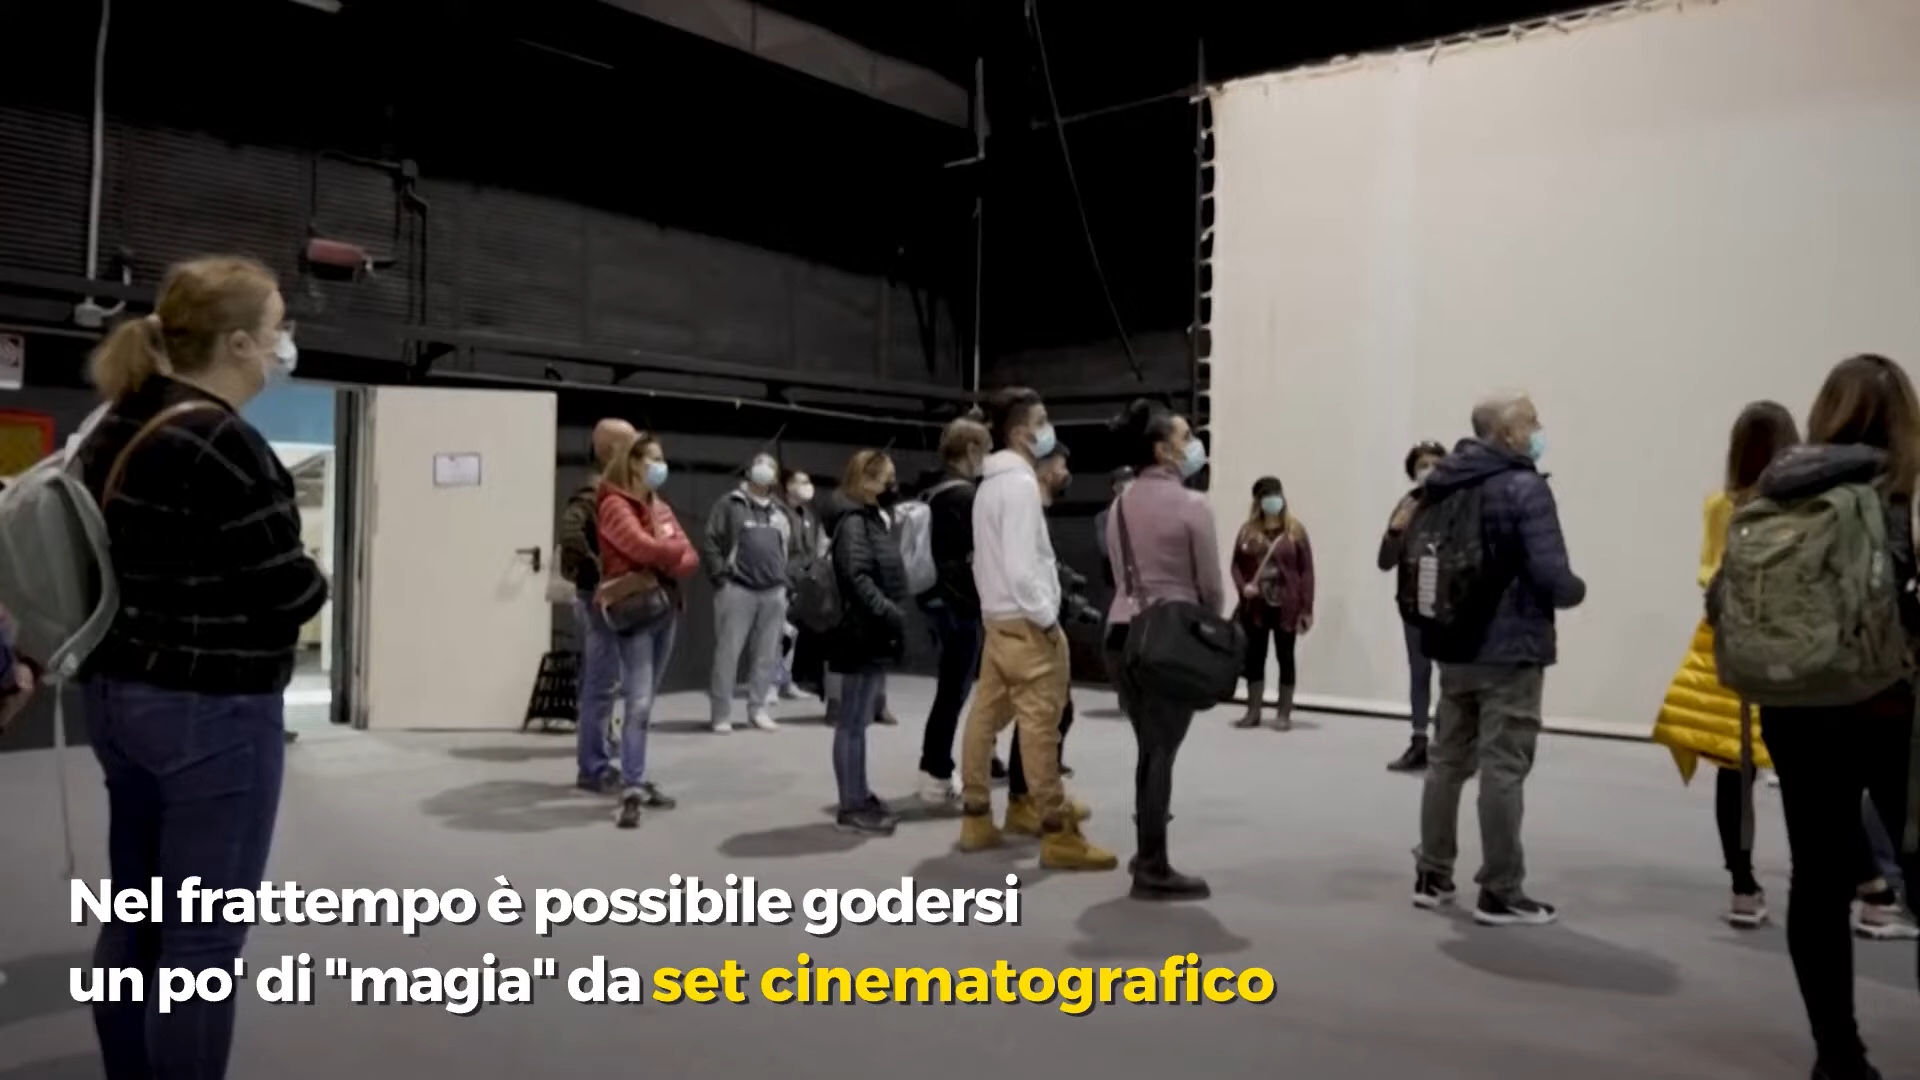 Nel frattempo è possibile godersi
un po' di "magia" da set cinematografico